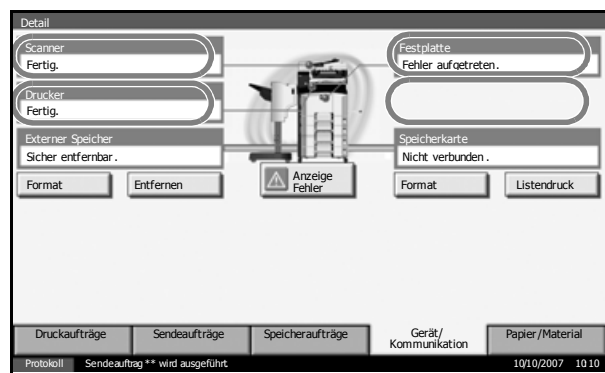 Detail
Scanner
Fertig.
Festplatte
Fehler aufgetreten.
Drucker
Fertig.
Externer Speicher
Sicher entfernbar.
Speicherkarte
Nicht verbunden.
Format
Entfernen
Anzeige
Fehler
Format
Listendruck
Druckaufträge
Sendeaufträge
Speicheraufträge
Gerät/
Kommunikation
Papier/Material
Protokoll
Sendeauftrag ** wird ausgeführt.
10/10/2007 10:10